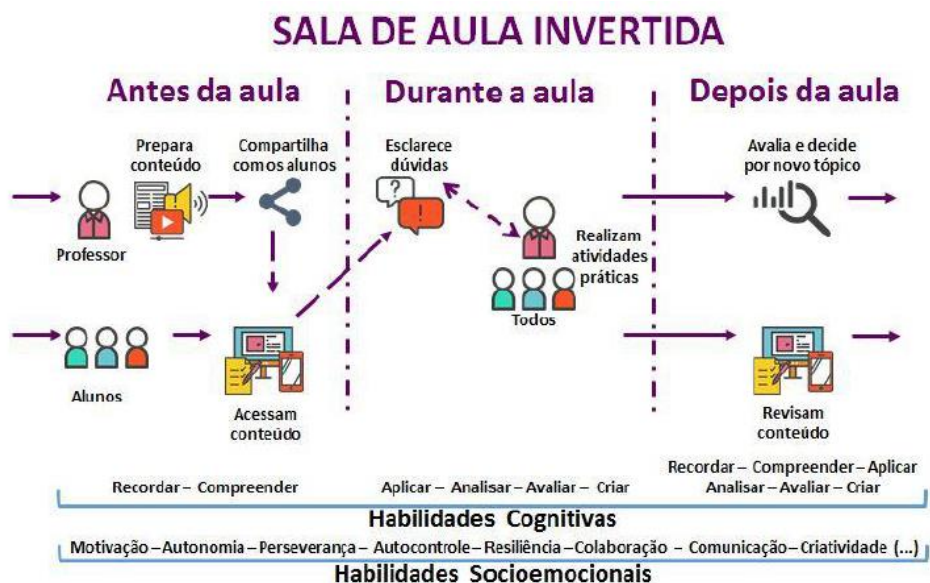 SALA DE AULA INVERTIDA
Antes da aula
Durante a aula
Depois da aula
Prepara
conteúdo
Compartilha
com os alunos
Esclarece
dúvidas
Avalia e decide
por novo tópico
Professor
Realizam
atividades
práticas
Todos
Alunos
Acessam
conteúdo
Revisam
conteúdo
Recordar – Compreender
Aplicar – Analisar – Avaliar – Criar
Recordar – Compreender – Aplicar
Analisar – Avaliar – Criar
Habilidades Cognitivas
Motivação – Autonomia – Perseverança – Autocontrole – Resiliência – Colaboração – Comunicação – Criatividade (...)
Habilidades Socioemocionais